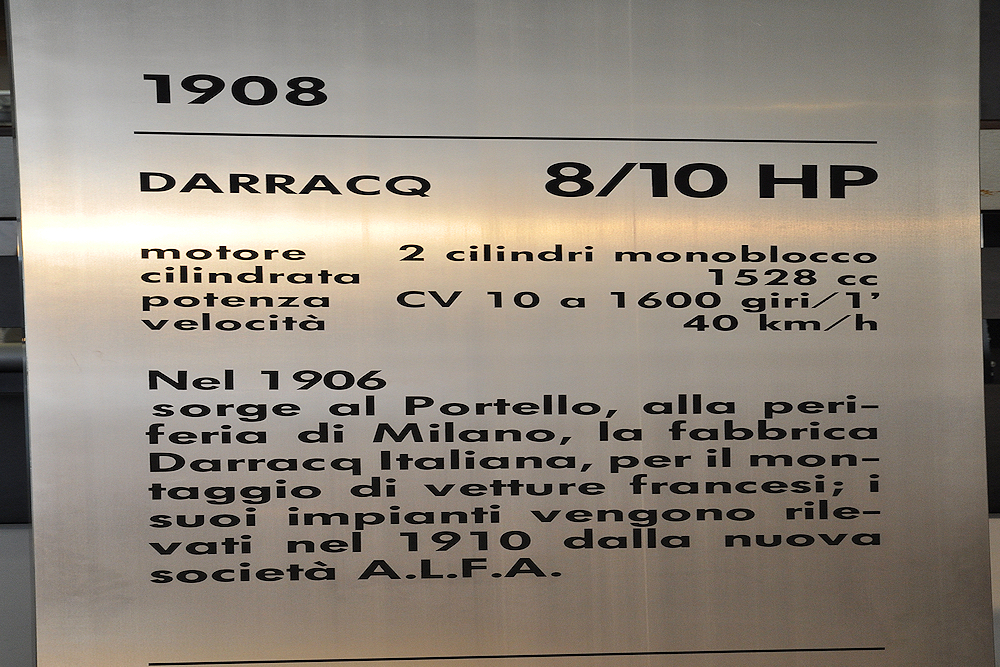 1908
DARRACQ 8/10 HP
motore 2 cilindri monoblocco
cilindrata 1528 cc
potenza CV 10 a 1600 giri/1'
velocità 40 km/h
Nel 1906
sorge al Portello, alla peri-
feria di Milano, la fabbrica
Darracq Italiana, per il mon-
taggio di vetture francesi; i
suoi impianti vengono rile-
vati nel 1910 dalla nuova
società A.L.F.A.